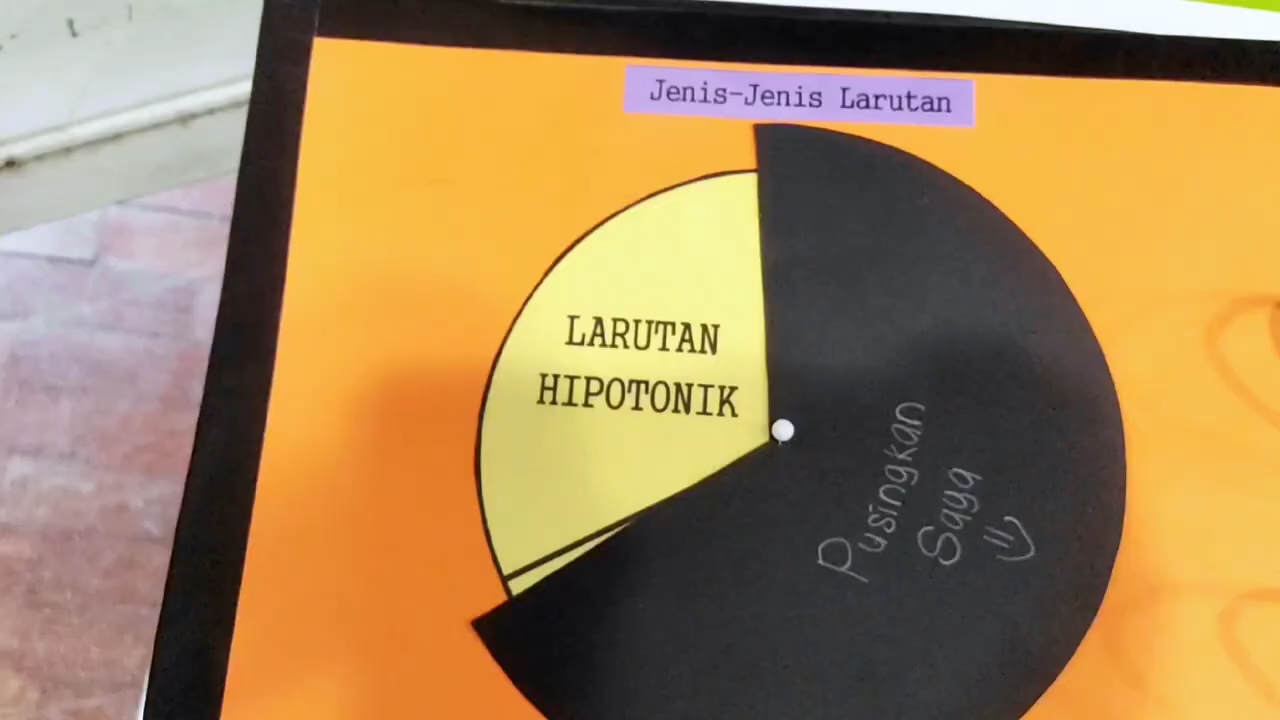 Jenis-Jenis Larutan
LARUTAN
HIPOTONIK
Pusingkan
Saya